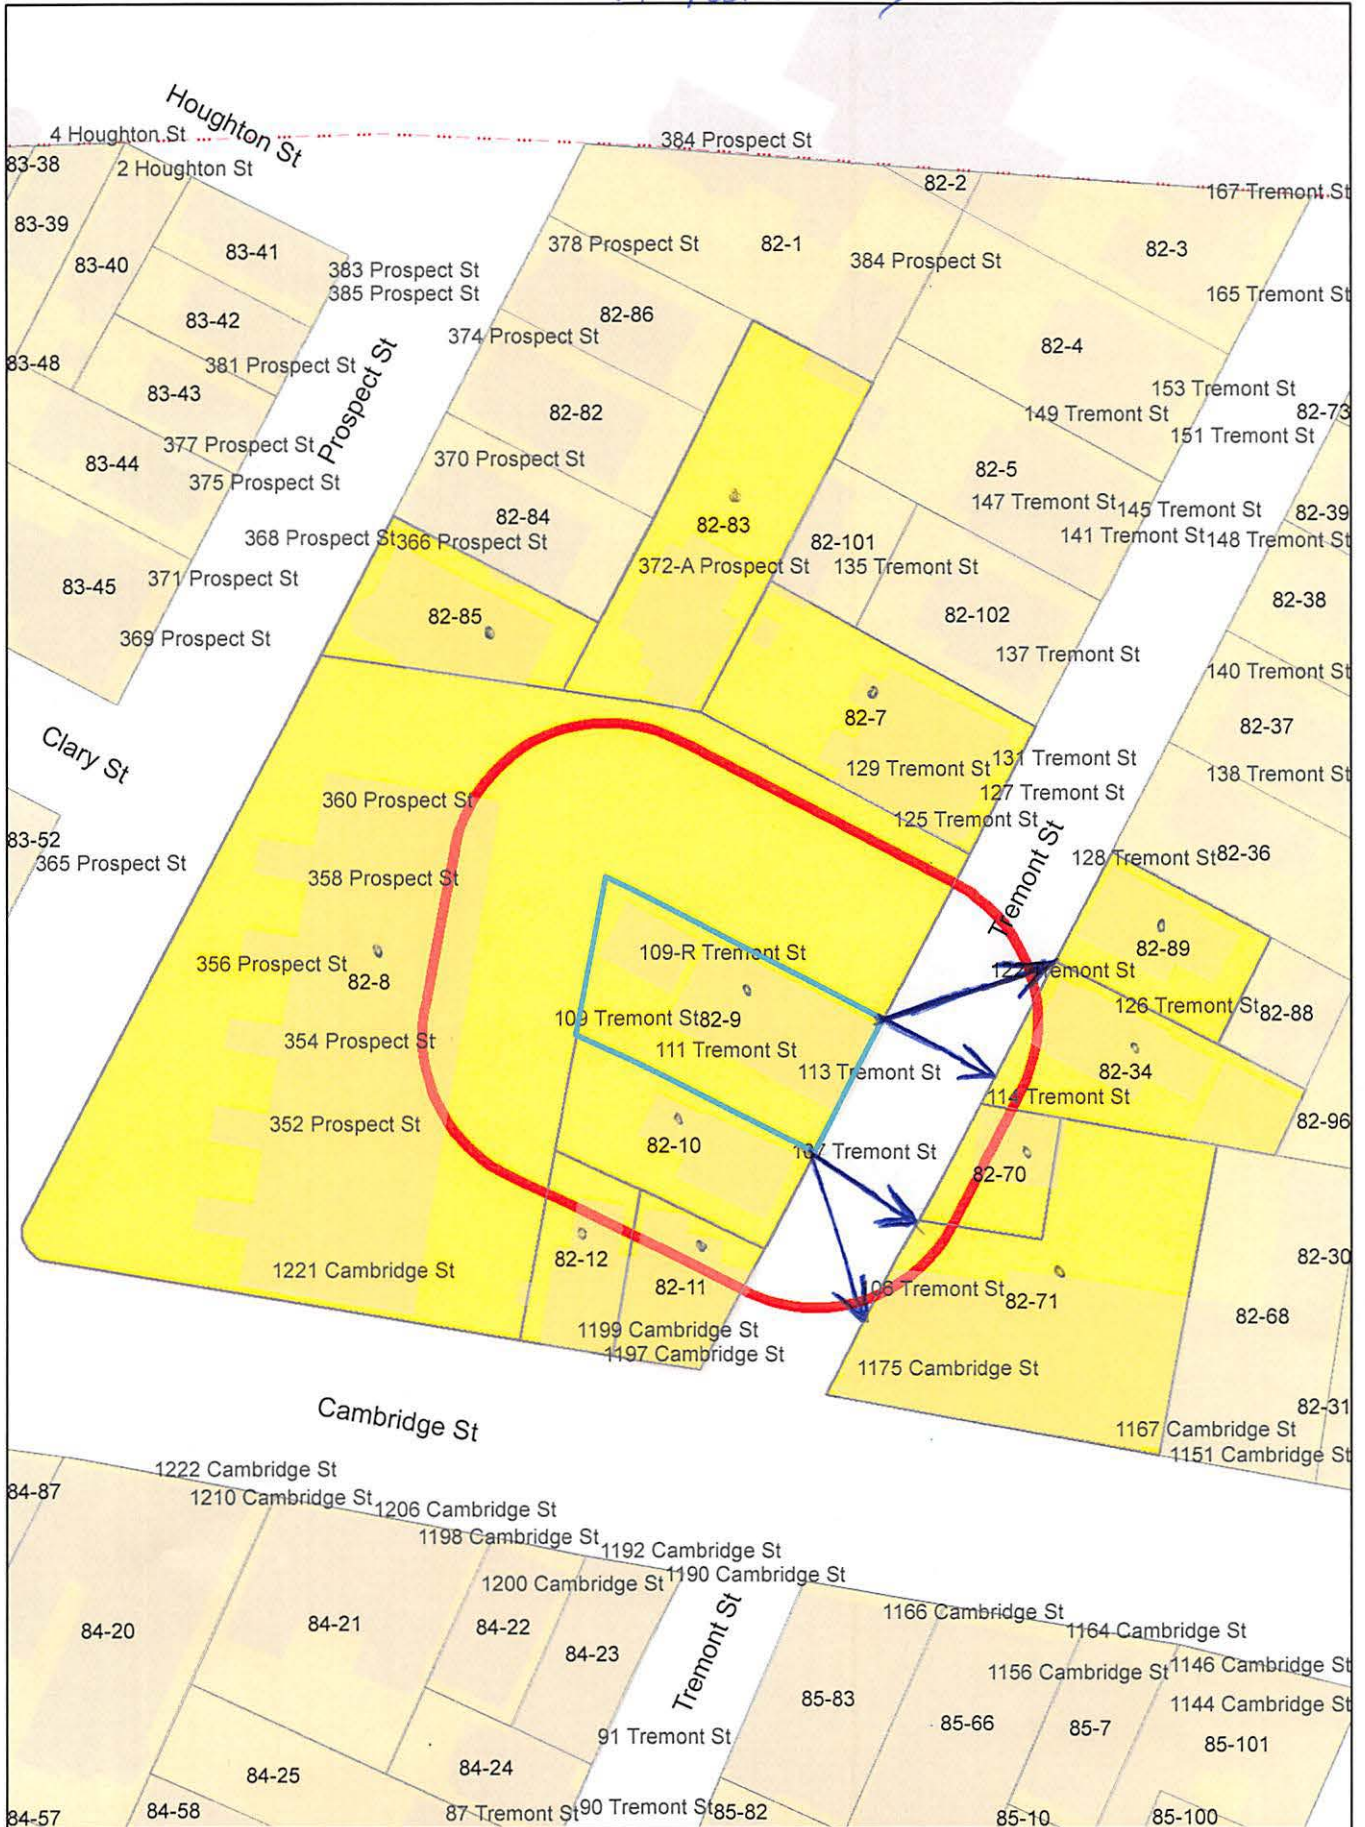 Houghton St
4 Houghton St
384 Prospect St
83-38
2 Houghton St
82-2
167 Tremont St
83-39
83-40
83-41
378 Prospect St
82-1
384 Prospect St
82-3
383 Prospect St
385 Prospect St
165 Tremont St
83-42
82-86
374 Prospect St
82-4
83-48
381 Prospect St
Prospect St
83-43
153 Tremont St
149 Tremont St
82-73
82-82
151 Tremont St
377 Prospect St
83-44
370 Prospect St
375 Prospect St
82-5
147 Tremont St
145 Tremont St
82-39
82-84
82-83
368 Prospect St
366 Prospect St
82-101
141 Tremont St
148 Tremont St
371 Prospect St
83-45
372-A Prospect St
135 Tremont St
82-38
82-85
82-102
369 Prospect St
137 Tremont St
140 Tremont St
82-7
82-37
Clary St
129 Tremont St
131 Tremont St
138 Tremont St
360 Prospect St
127 Tremont St
125 Tremont St
83-52
365 Prospect St
Tremont St
128 Tremont St
82-36
358 Prospect St
109-R Tremont St
82-89
356 Prospect St
82-8
122 Tremont St
126 Tremont St
82-88
109 Tremont St
82-9
354 Prospect St
111 Tremont St
113 Tremont St
82-34
114 Tremont St
352 Prospect St
82-96
82-10
107 Tremont St
82-70
82-12
82-30
1221 Cambridge St
82-11
106 Tremont St
82-71
82-68
1199 Cambridge St
1197 Cambridge St
1175 Cambridge St
82-31
Cambridge St
1167 Cambridge St
1151 Cambridge St
1222 Cambridge St
84-87
1210 Cambridge St
1206 Cambridge St
1198 Cambridge St
1192 Cambridge St
1190 Cambridge St
1200 Cambridge St
84-20
84-21
84-22
84-23
Tremont St
1166 Cambridge St
1164 Cambridge St
1156 Cambridge St
1146 Cambridge St
85-83
85-66
85-7
1144 Cambridge St
85-101
91 Tremont St
84-25
84-24
84-57
84-58
87 Tremont St
90 Tremont St
85-82
85-10
85-100